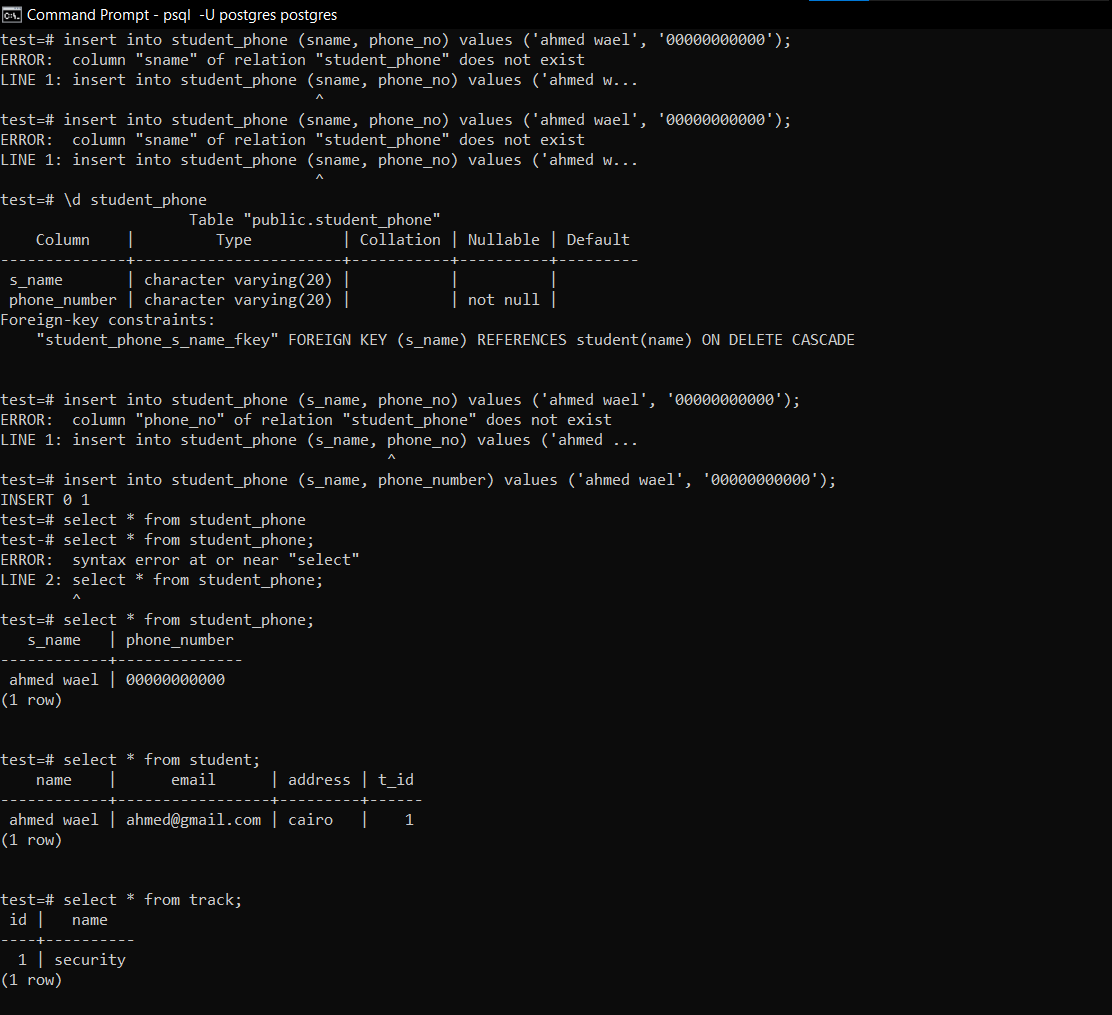 Command Prompt - psql  -U postgres postgres
test=# insert into student_phone (sname, phone_no) values ('ahmed wael', '00000000000');
ERROR:  column "sname" of relation "student_phone" does not exist
LINE 1: insert into student_phone (sname, phone_no) values ('ahmed w...
                                   ^
test=# insert into student_phone (sname, phone_no) values ('ahmed wael', '00000000000');
ERROR:  column "sname" of relation "student_phone" does not exist
LINE 1: insert into student_phone (sname, phone_no) values ('ahmed w...
                                   ^
test=# \d student_phone
                     Table "public.student_phone"
    Column    |         Type          | Collation | Nullable | Default
--------------+-----------------------+-----------+----------+---------
 s_name       | character varying(20) |           |          |
 phone_number | character varying(20) |           | not null |
Foreign-key constraints:
    "student_phone_s_name_fkey" FOREIGN KEY (s_name) REFERENCES student(name) ON DELETE CASCADE
test=# insert into student_phone (s_name, phone_no) values ('ahmed wael', '00000000000');
ERROR:  column "phone_no" of relation "student_phone" does not exist
LINE 1: insert into student_phone (s_name, phone_no) values ('ahmed ...
                                           ^
test=# insert into student_phone (s_name, phone_number) values ('ahmed wael', '00000000000');
INSERT 0 1
test=# select * from student_phone
test-# select * from student_phone;
ERROR:  syntax error at or near "select"
LINE 2: select * from student_phone;
        ^
test=# select * from student_phone;
   s_name   | phone_number
------------+--------------
 ahmed wael | 00000000000
(1 row)
test=# select * from student;
    name    |      email      | address | t_id
------------+-----------------+---------+------
 ahmed wael | ahmed@gmail.com | cairo   |    1
(1 row)
test=# select * from track;
 id |   name
----+----------
  1 | security
(1 row)